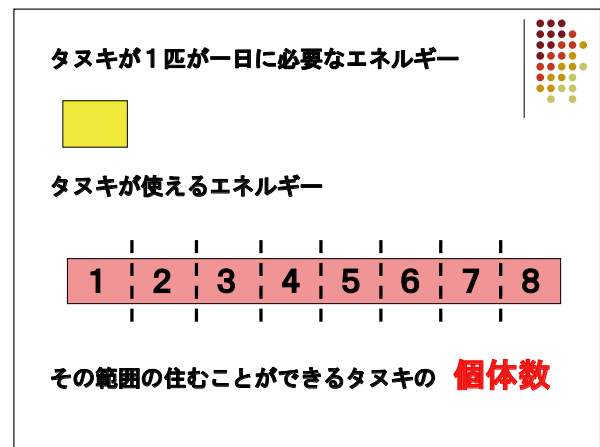 タヌキが１匹が一日に必要なエネルギー
タヌキが使えるエネルギー
1 2 3 4 5 6 7 8
その範囲の住むことができるタヌキの 個体数